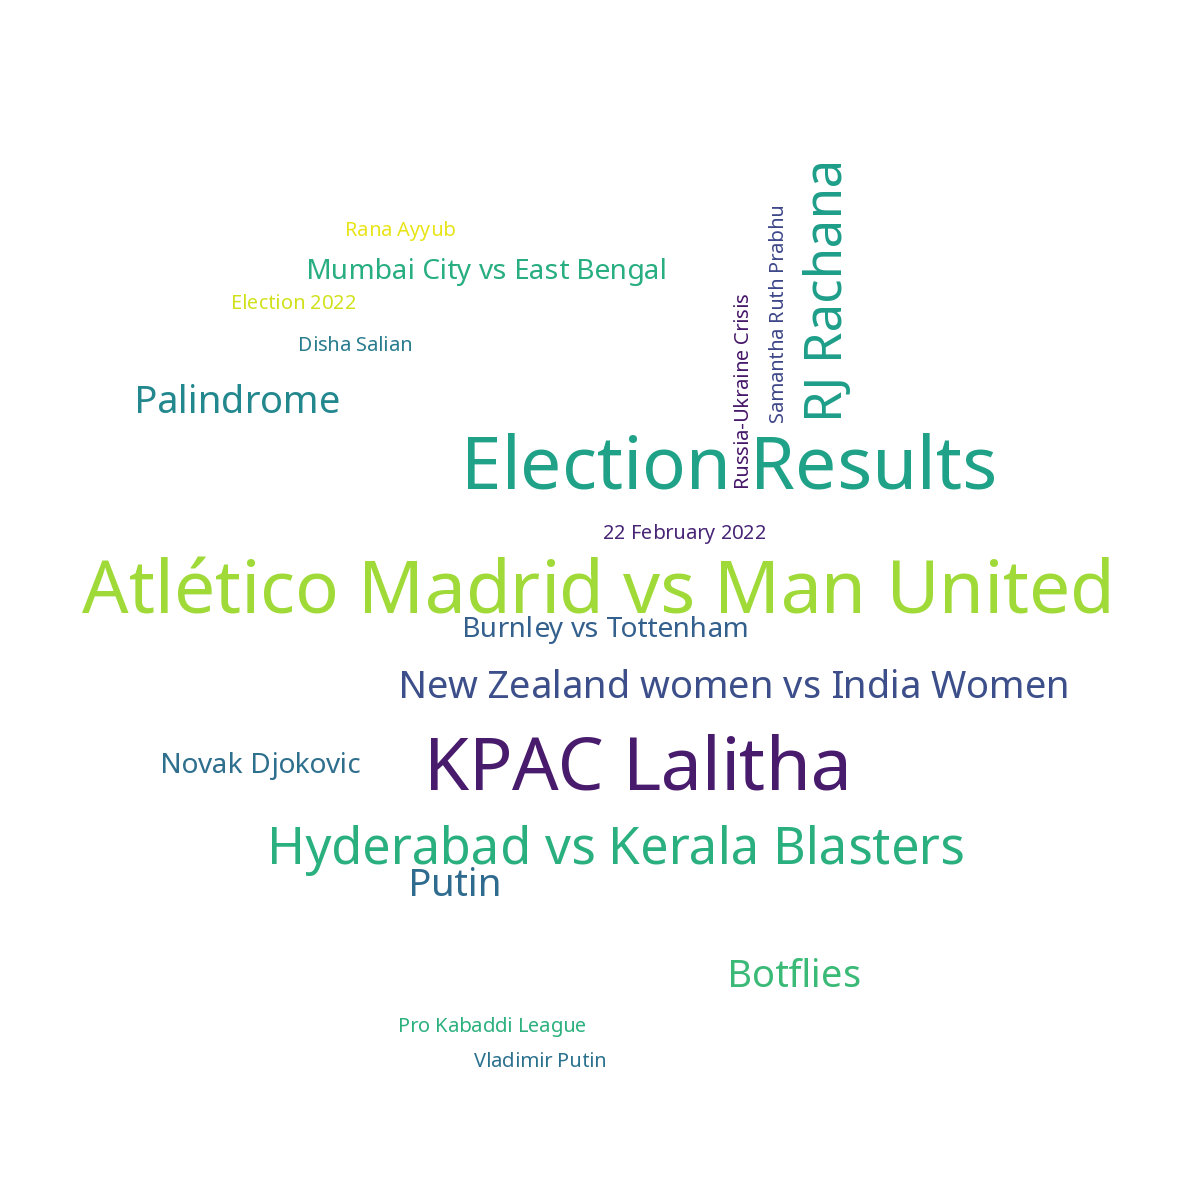 RJ Rachana
Samantha Ruth Prabhu
Rana Ayyub
Mumbai City vs East Bengal
Russia-Ukraine Crisis
Election 2022
Disha Salian
Palindrome
Election Results
22 February 2022
Atlético Madrid vs Man United
Burnley vs Tottenham
New Zealand women vs India Women
KPAC Lalitha
Novak Djokovic
Hyderabad vs Kerala Blasters
Putin
Botflies
Pro Kabaddi League
Vladimir Putin